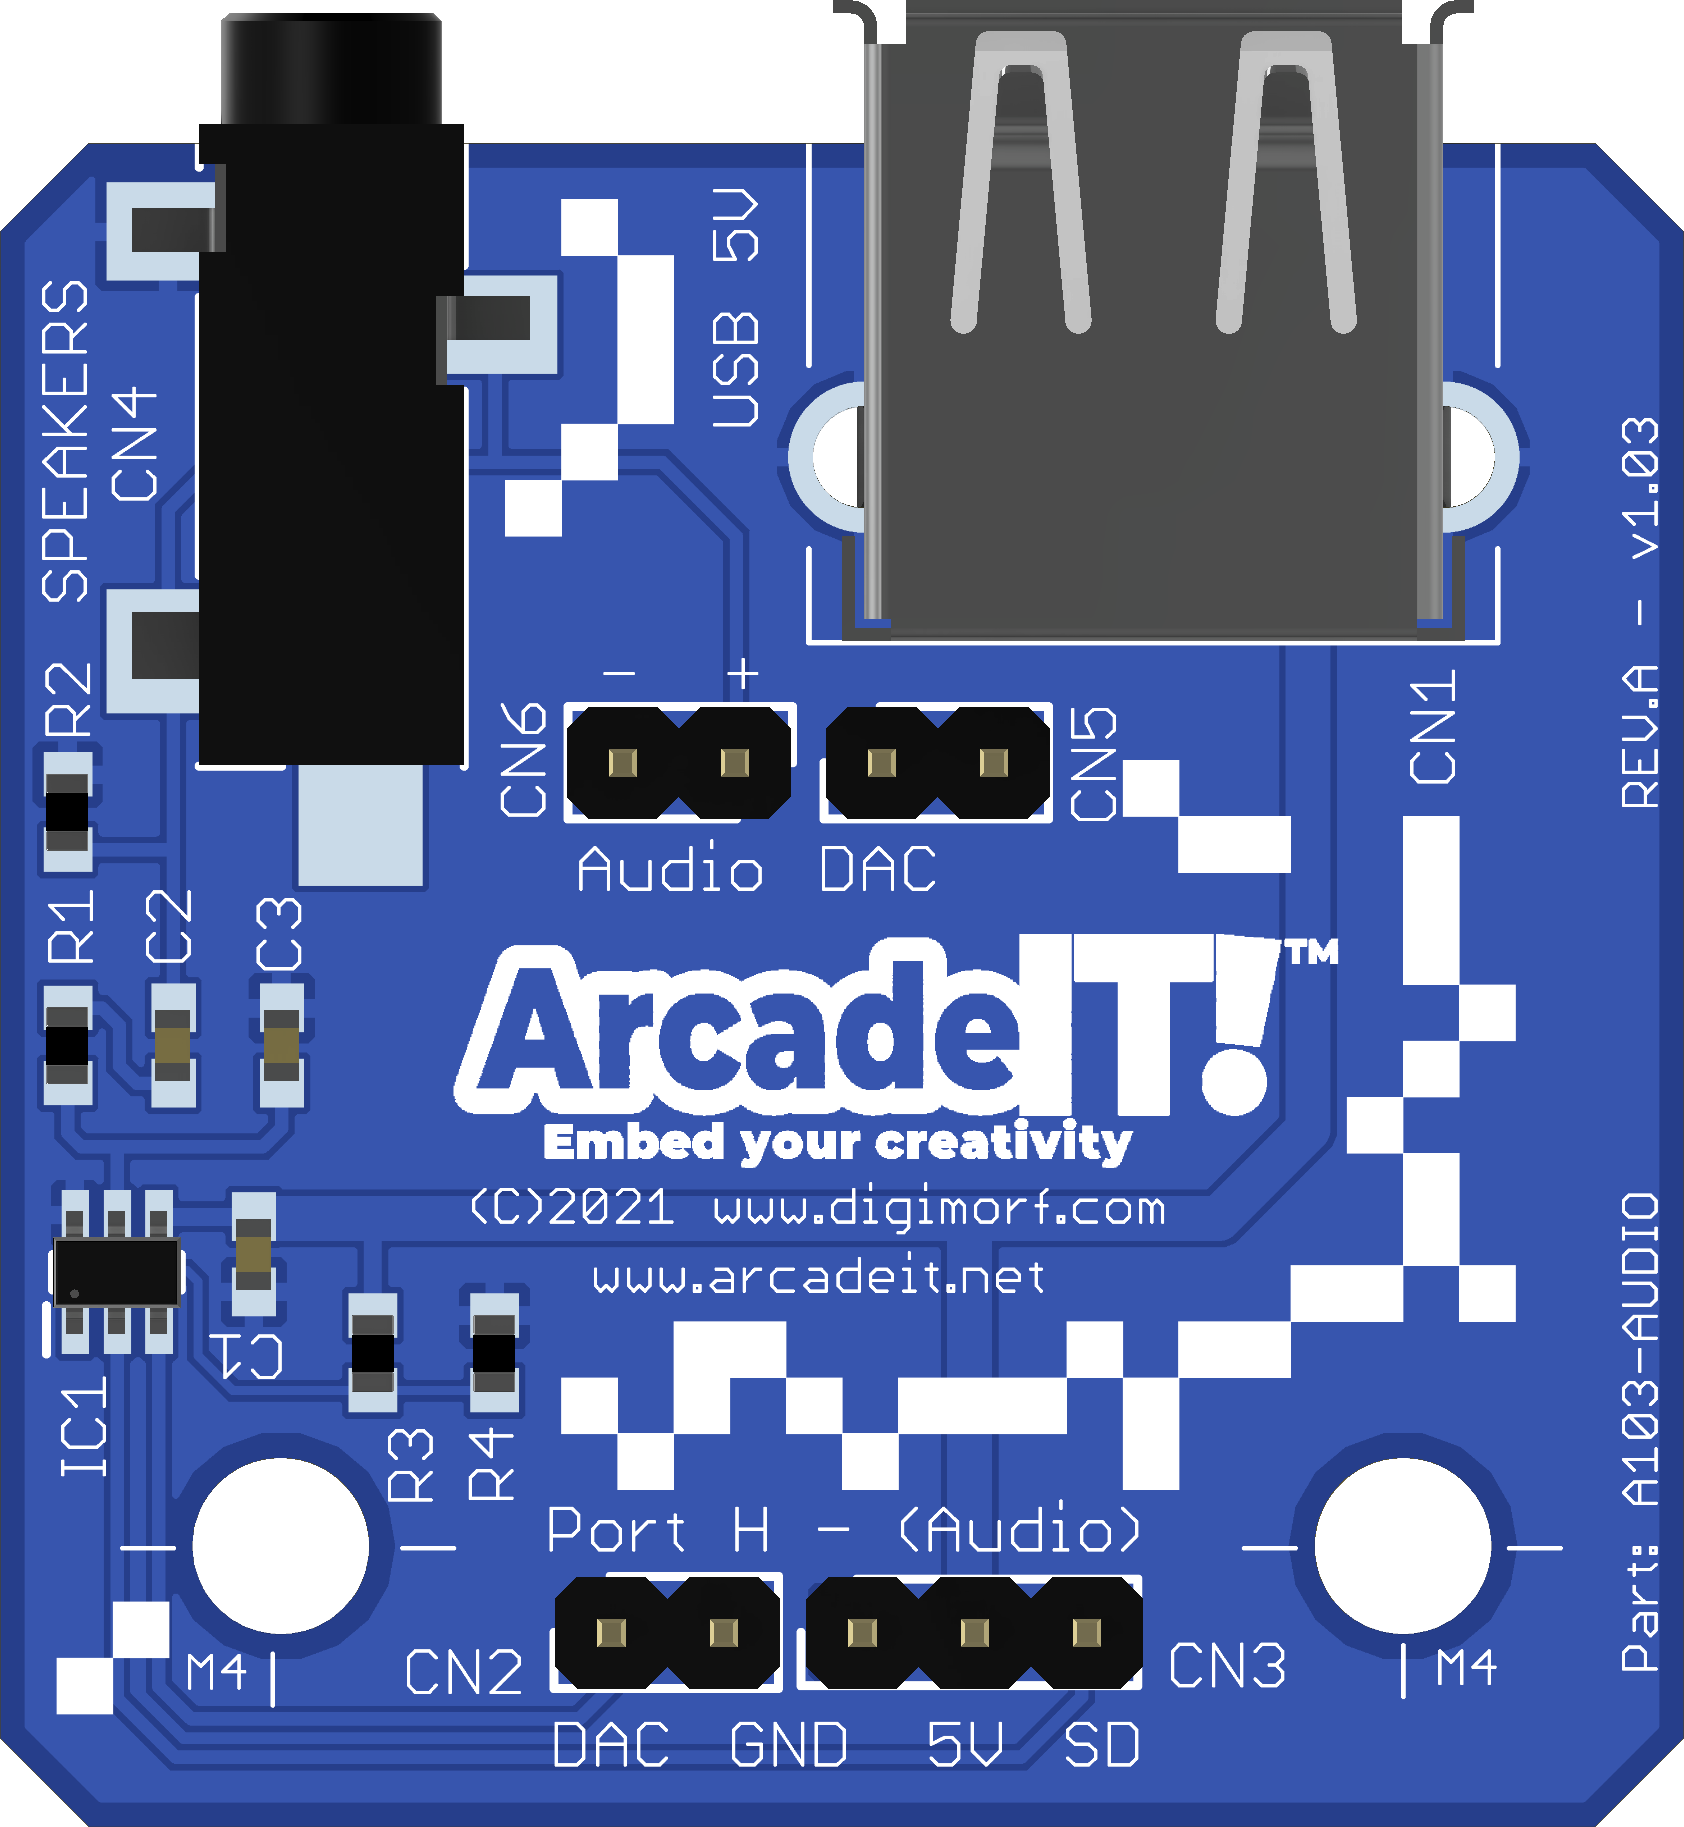 USB 5V
SPEAKERS
CN4
REV.A - v1.03
R2
- +
CN6
CN5
CN1
Audio DAC
R1
C2
C3
ArcadeIT!™
Embed your creativity
(C)2021 www.digimorf.com
www.arcadeit.net
C1
IC1
R3
R4
Part: A103-AUDIO
Port H - (Audio)
M4
CN2
CN3
M4
DAC GND 5V SD